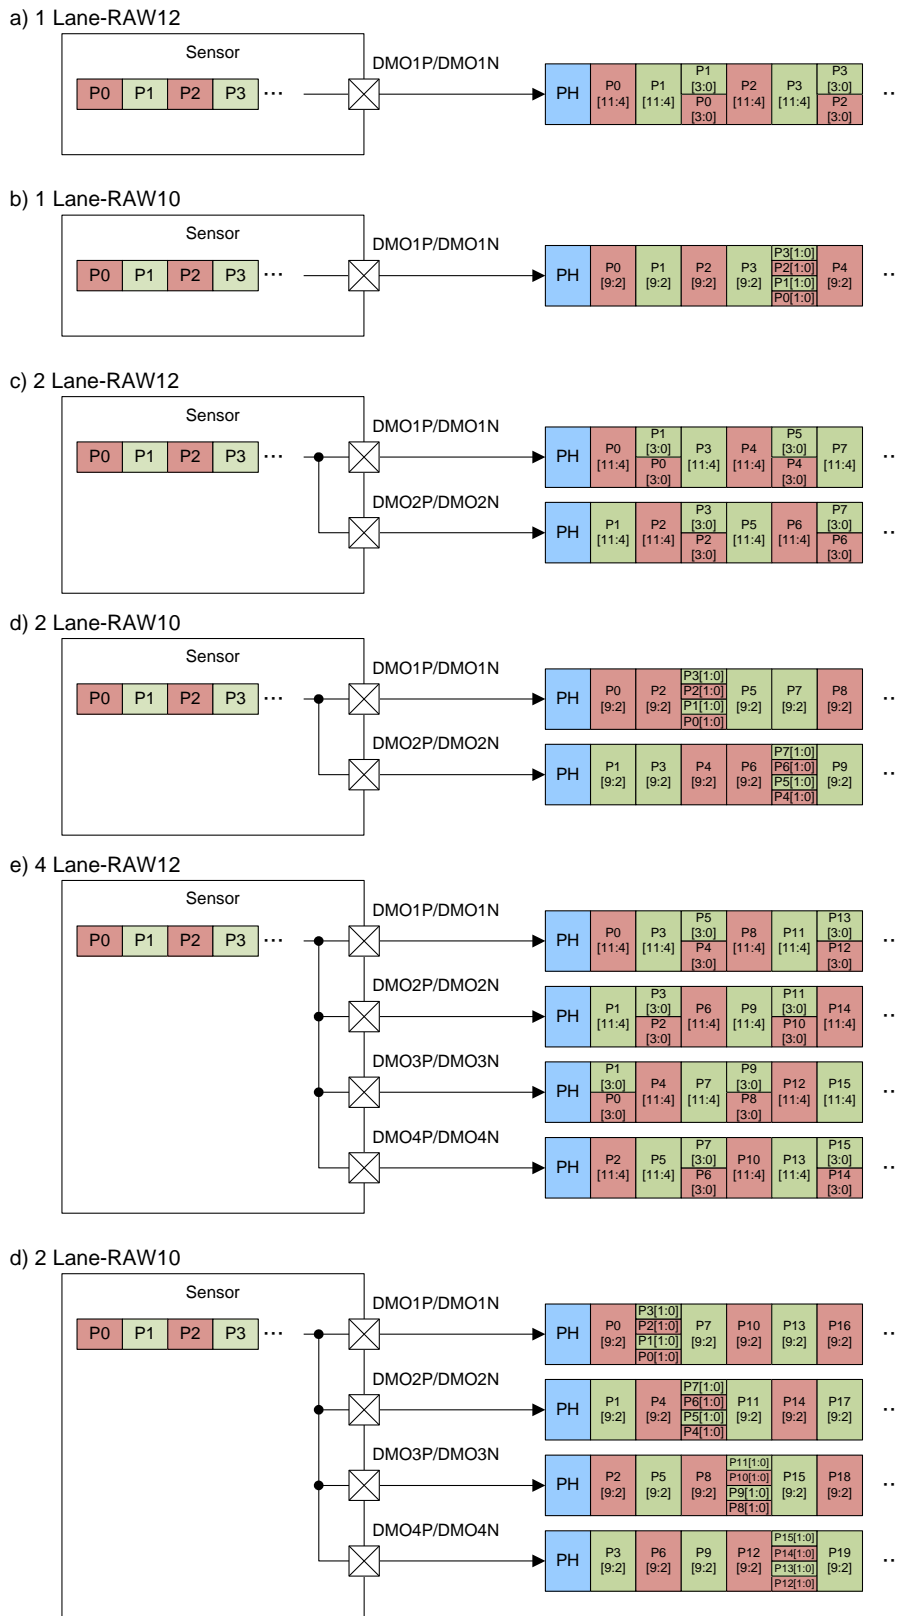 a) 1 Lane-RAW12
Sensor
DMO1P/DMO1N
P0 P1 P2 P3 ...
PH
P0 [11:4]
P1 [11:4]
P1 [3:0]
P0 [3:0]
P2 [11:4]
P3 [11:4]
P3 [3:0]
P2 [3:0]
..
b) 1 Lane-RAW10
Sensor
DMO1P/DMO1N
P0 P1 P2 P3 ...
PH
P0 [9:2]
P1 [9:2]
P2 [9:2]
P3 [9:2]
P3[1:0]
P2[1:0]
P1[1:0]
P0[1:0]
P4 [9:2]
..
c) 2 Lane-RAW12
Sensor
DMO1P/DMO1N
P0 P1 P2 P3 ...
PH
P0 [11:4]
P1 [3:0]
P0 [3:0]
P3 [11:4]
P4 [11:4]
P5 [3:0]
P4 [3:0]
P7 [11:4]
..
DMO2P/DMO2N
PH
P1 [11:4]
P2 [11:4]
P3 [3:0]
P2 [3:0]
P5 [11:4]
P6 [11:4]
P7 [3:0]
P6 [3:0]
..
d) 2 Lane-RAW10
Sensor
DMO1P/DMO1N
P0 P1 P2 P3 ...
PH
P0 [9:2]
P2 [9:2]
P3[1:0]
P2[1:0]
P1[1:0]
P0[1:0]
P5 [9:2]
P7 [9:2]
P8 [9:2]
..
DMO2P/DMO2N
PH
P1 [9:2]
P3 [9:2]
P4 [9:2]
P6 [9:2]
P7[1:0]
P6[1:0]
P5[1:0]
P4[1:0]
P9 [9:2]
..
e) 4 Lane-RAW12
Sensor
DMO1P/DMO1N
P0 P1 P2 P3 ...
PH
P0 [11:4]
P3 [11:4]
P5 [3:0]
P4 [3:0]
P8 [11:4]
P11 [11:4]
P13 [3:0]
P12 [3:0]
..
DMO2P/DMO2N
PH
P1 [11:4]
P3 [3:0]
P2 [3:0]
P6 [11:4]
P9 [11:4]
P11 [3:0]
P10 [3:0]
P14 [11:4]
..
DMO3P/DMO3N
PH
P1 [3:0]
P0 [3:0]
P4 [11:4]
P7 [11:4]
P9 [3:0]
P8 [3:0]
P12 [11:4]
P15 [11:4]
..
DMO4P/DMO4N
PH
P2 [11:4]
P5 [11:4]
P7 [3:0]
P6 [3:0]
P10 [11:4]
P13 [11:4]
P15 [3:0]
P14 [3:0]
..
d) 2 Lane-RAW10
Sensor
DMO1P/DMO1N
P0 P1 P2 P3 ...
PH
P0 [9:2]
P3[1:0]
P2[1:0]
P1[1:0]
P0[1:0]
P7 [9:2]
P10 [9:2]
P13 [9:2]
P16 [9:2]
..
DMO2P/DMO2N
PH
P1 [9:2]
P4 [9:2]
P7[1:0]
P6[1:0]
P5[1:0]
P4[1:0]
P11 [9:2]
P14 [9:2]
P17 [9:2]
..
DMO3P/DMO3N
PH
P2 [9:2]
P5 [9:2]
P8 [9:2]
P11[1:0]
P10[1:0]
P9[1:0]
P8[1:0]
P15 [9:2]
P18 [9:2]
..
DMO4P/DMO4N
PH
P3 [9:2]
P6 [9:2]
P9 [9:2]
P12 [9:2]
P15[1:0]
P14[1:0]
P13[1:0]
P12[1:0]
P19 [9:2]
..